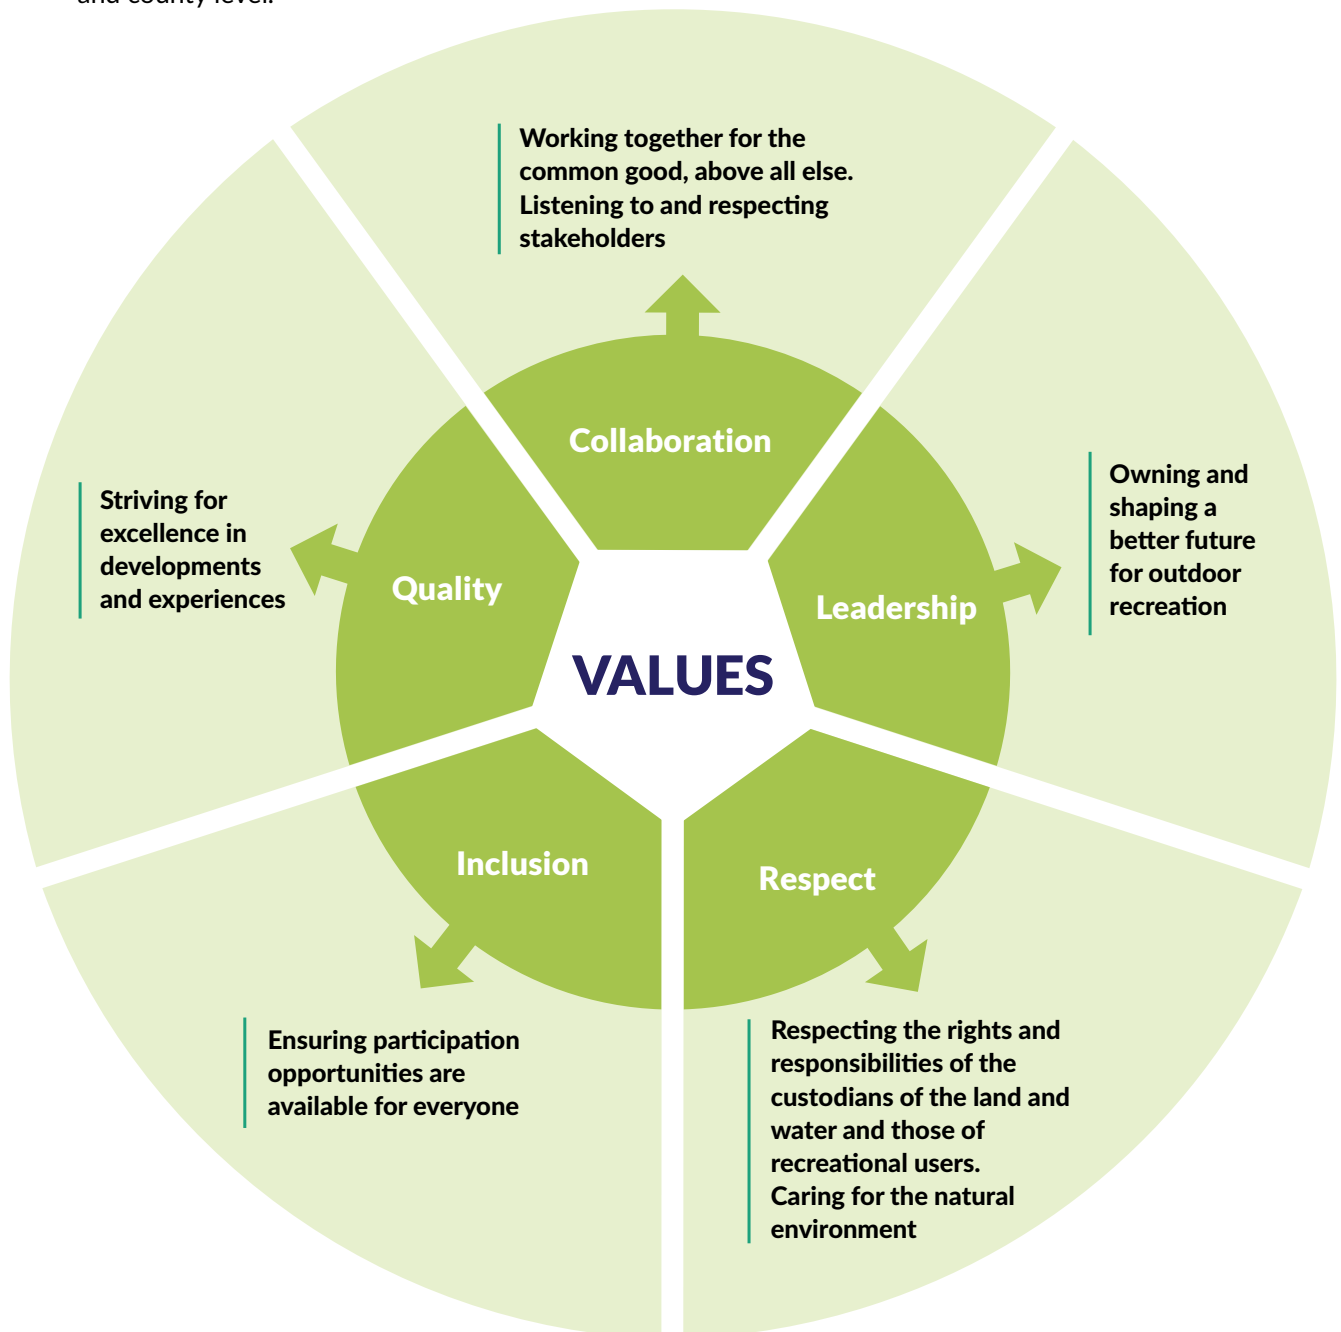 and county level.
Working together for the
common good, above all else.
Listening to and respecting
stakeholders
Collaboration
Owning and
shaping a
better future
for outdoor
recreation
Leadership
Striving for
excellence in
developments
and experiences
Quality
VALUES
Inclusion
Respect
Ensuring participation
opportunities are
available for everyone
Respecting the rights and
responsibilities of the
custodians of the land and
water and those of
recreational users.
Caring for the natural
environment